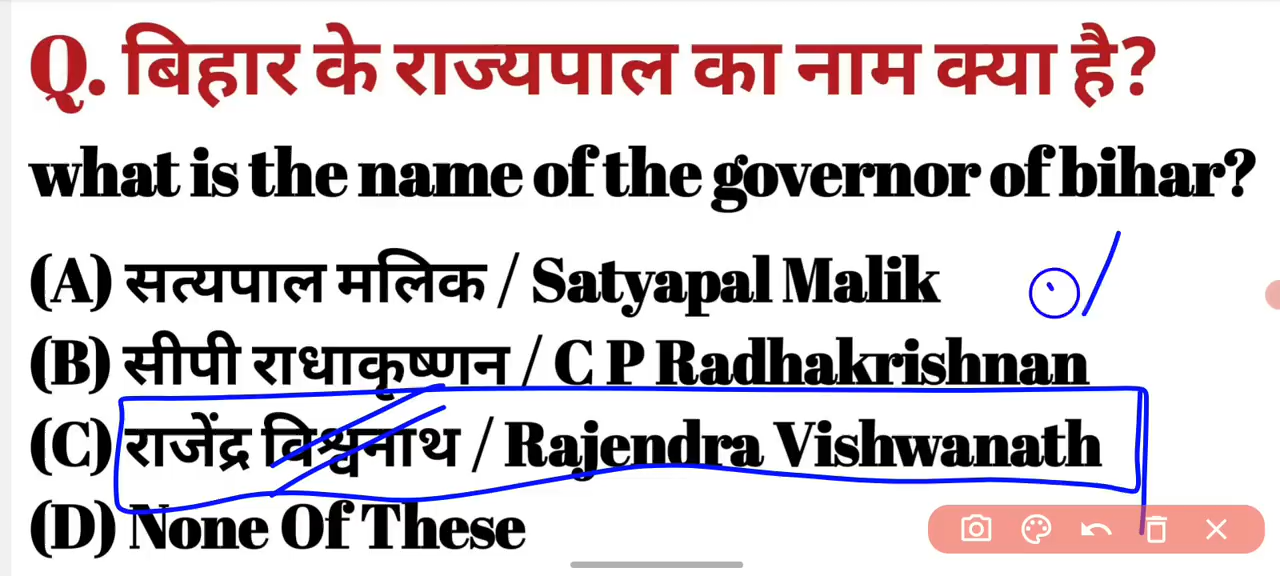 Q. बिहार के राज्यपाल का नाम क्या है?
what is the name of the governor of bihar?
(A) सत्यपाल मलिक / Satyapal Malik
(B) सीपी राधाकृष्णन / C P Radhakrishnan
(C) राजेंद्र विश्वनाथ / Rajendra Vishwanath
(D) None Of These